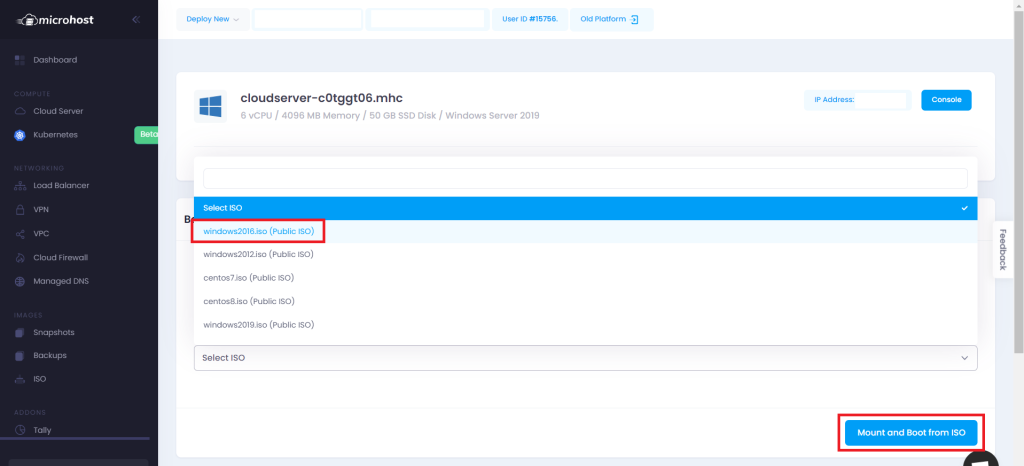 microhost
Deploy New
User ID #15756.
Old Platform
Dashboard
COMPUTE
Cloud Server
Kubernetes
Beta
NETWORKING
Load Balancer
VPN
VPC
Cloud Firewall
Managed DNS
IMAGES
Snapshots
Backups
ISO
ADDONS
Tally
cloudserver-c0tggt06.mhc
6 vCPU / 4096 MB Memory / 50 GB SSD Disk / Windows Server 2019
IP Address:
Console
Select ISO
windows2016.iso (Public ISO)
windows2012.iso (Public ISO)
centos7.iso (Public ISO)
centos8.iso (Public ISO)
windows2019.iso (Public ISO)
Select ISO
Mount and Boot from ISO
Feedback